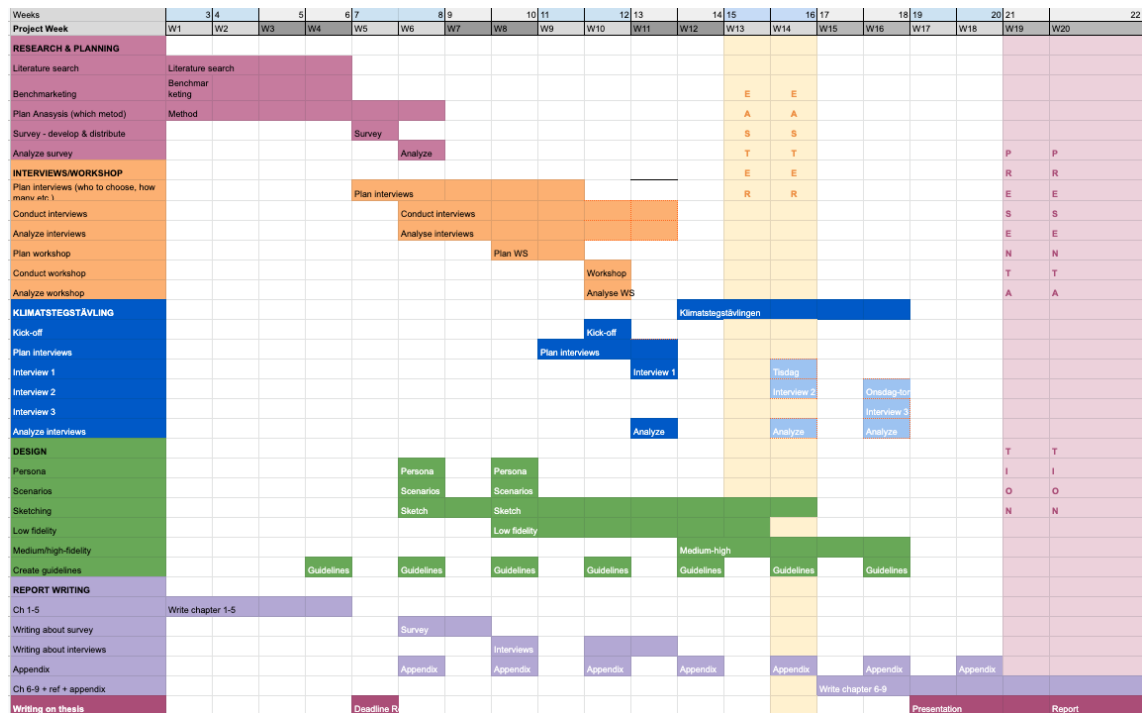 Weeks 3 4 5 6 7 8 9 10 11 12 13 14 15 16 17 18 19 20 21 22
Project Week W1 W2 W3 W4 W5 W6 W7 W8 W9 W10 W11 W12 W13 W14 W15 W16 W17 W18 W19 W20
RESEARCH & PLANNING
Literature search Literature search
Benchmarketing Benchmar keting E E
Plan Anasysis (which metod) Method A A
Survey - develop & distribute Survey S S
Analyze survey Analyze T T P P
INTERVIEWS/WORKSHOP E E R R
Plan interviews (who to choose, how many etc.) Plan interviews R R E E
Conduct interviews Conduct interviews S S
Analyze interviews Analyse interviews E E
Plan workshop Plan WS N N
Conduct workshop Workshop T T
Analyze workshop Analyse WS A A
KLIMATSTEGSTÄVLING Klimatstegstävlingen
Kick-off Kick-off
Plan interviews Plan interviews
Interview 1 Interview 1 Tisdag
Interview 2 Interview 2 Onsdag-tor
Interview 3 Interview 3
Analyze interviews Analyze Analyze Analyze
DESIGN T T
Persona Persona Persona I I
Scenarios Scenarios Scenarios O O
Sketching Sketch Sketch N N
Low fidelity Low fidelity
Medium/high-fidelity Medium-high
Create guidelines Guidelines Guidelines Guidelines Guidelines Guidelines Guidelines Guidelines
REPORT WRITING
Ch 1-5 Write chapter 1-5
Writing about survey Survey
Writing about interviews Interviews
Appendix Appendix Appendix Appendix Appendix Appendix Appendix Appendix
Ch 6-9 + ref + appendix Write chapter 6-9
Writing on thesis Deadline R Presentation Report